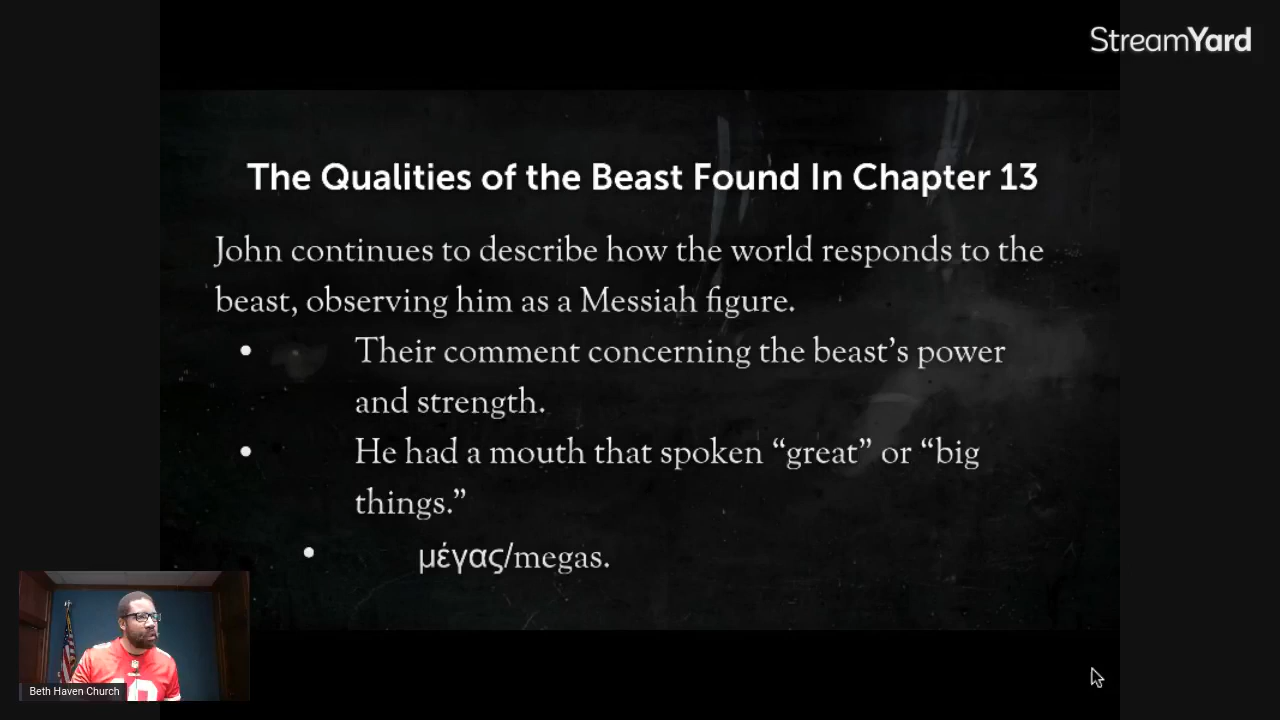 StreamYard
The Qualities of the Beast Found In Chapter 13
John continues to describe how the world responds to the
beast, observing him as a Messiah figure.
• Their comment concerning the beast’s power
and strength.
• He had a mouth that spoken “great” or “big
things.”
• μέγας/megas.
Beth Haven Church